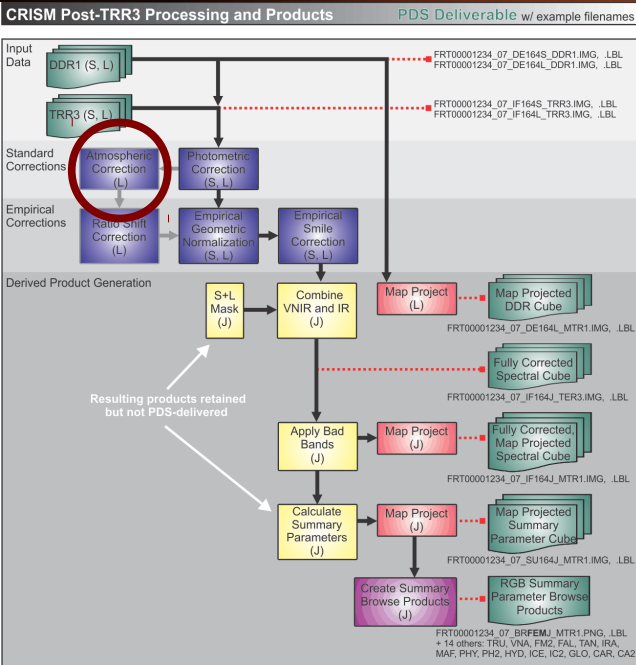 CRISM Post-TRR3 Processing and Products
PDS Deliverable w/ example filenames
Input
Data
DDR1 (S, L)
FRT00001234_07_DE164S_DDR1.IMG, .LBL
FRT00001234_07_DE164L_DDR1.IMG, .LBL
TRR3 (S, L)
FRT00001234_07_IF164S_TRR3.IMG, .LBL
FRT00001234_07_IF164L_TRR3.IMG, .LBL
Standard
Corrections
Atmospheric
Correction
(L)
Photometric
Correction
(S, L)
Empirical
Corrections
Ratio Shift
Correction
(L)
Empirical
Geometric
Normalization
(S, L)
Empirical
Smile
Correction
(S, L)
Derived Product Generation
S+L
Mask
(J)
Combine
VNIR and IR
(J)
Map Project
(L)
Map Projected
DDR Cube
FRT00001234_07_DE164L_MTR1.IMG, .LBL
Fully Corrected
Spectral Cube
FRT00001234_07_IF164J_TER3.IMG, .LBL
Resulting products retained
but not PDS-delivered
Apply Bad
Bands
(J)
Map Project
(J)
Fully Corrected,
Map Projected
Spectral Cube
FRT00001234_07_IF164J_MTR1.IMG, .LBL
Calculate
Summary
Parameters
(J)
Map Project
(J)
Map Projected
Summary
Parameter Cube
FRT00001234_07_SU164J_MTR1.IMG, .LBL
Create Summary
Browse Products
(J)
RGB Summary
Parameter Browse
Products
FRT00001234_07_BRFEMJ_MTR1.PNG, .LBL
+ 14 others: TRU, VNA, FM2, FAL, TAN, IRA,
MAF, PHY, PH2, HYD, ICE, IC2, GLO, CAR, CA2